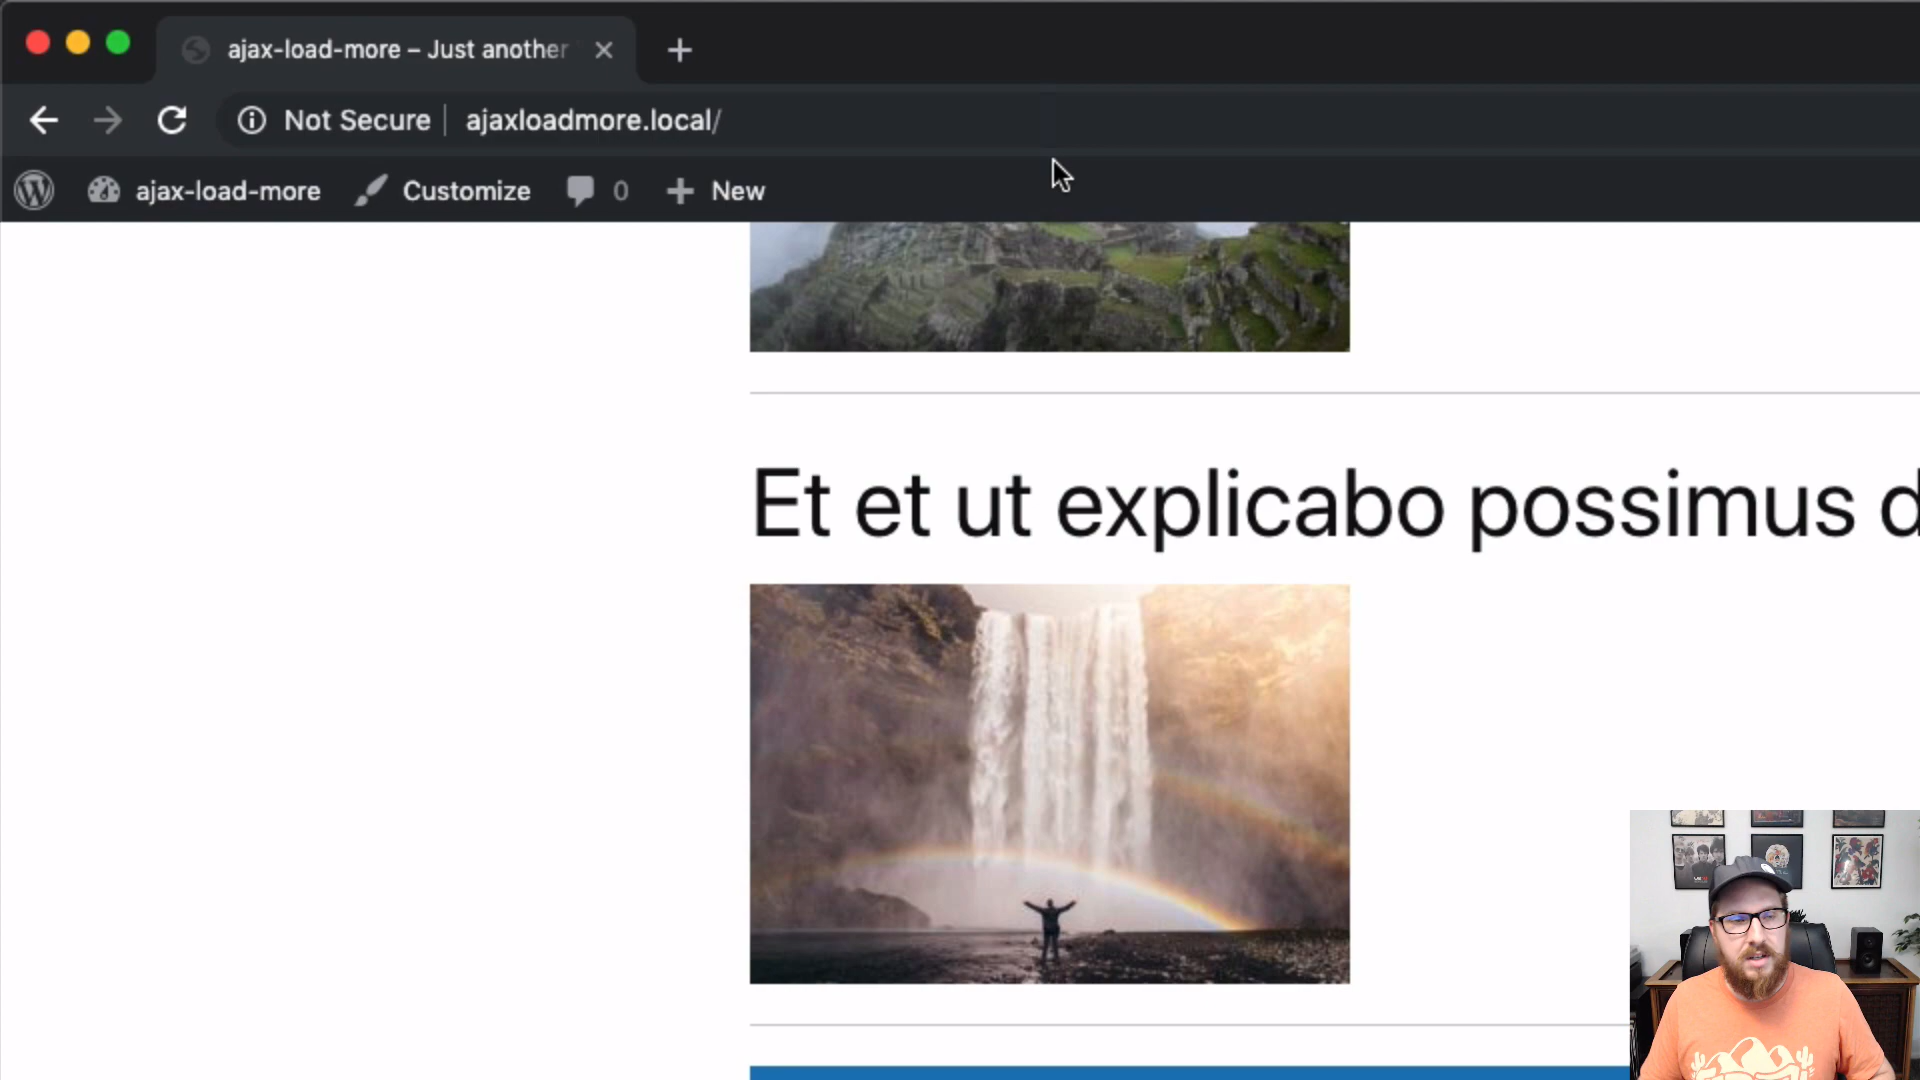 ajax-load-more – Just another
Not Secure
ajaxloadmore.local/
ajax-load-more
Customize
0
New
Et et ut explicabo possimus d